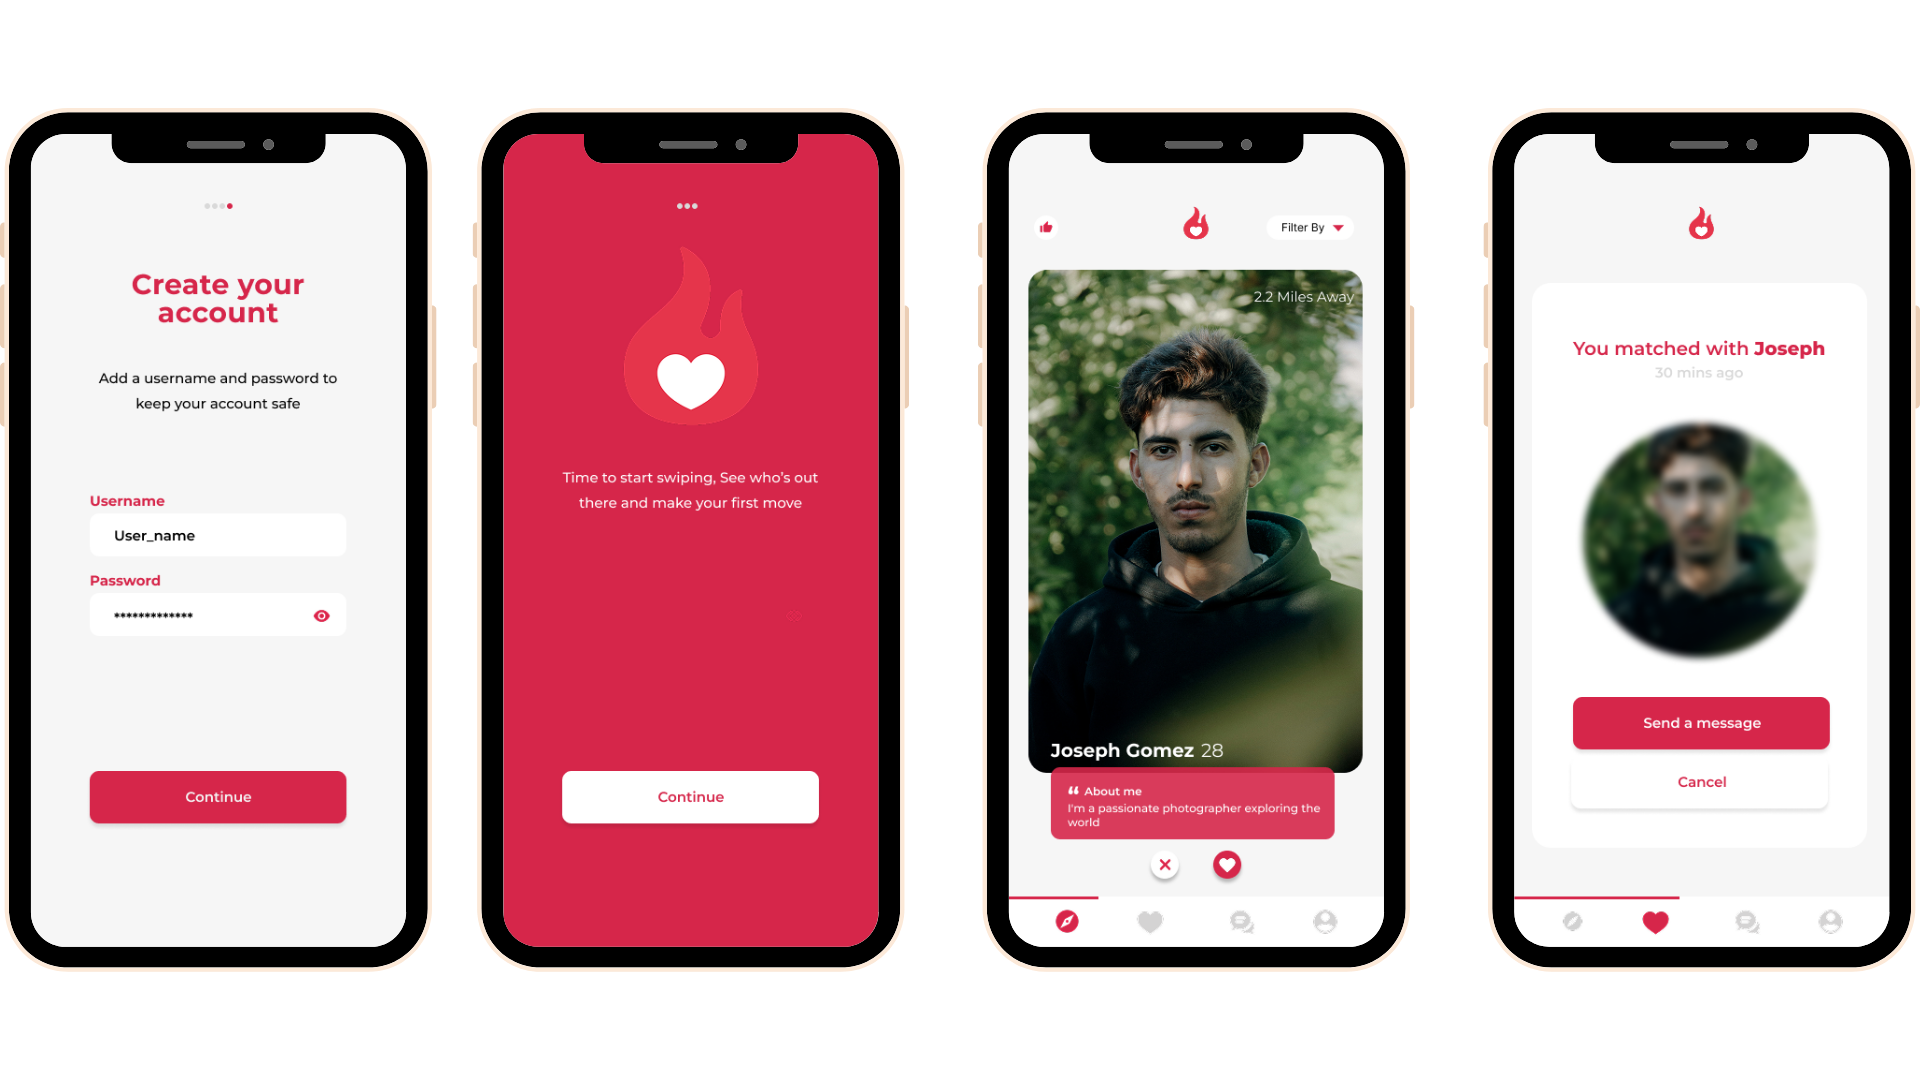 Create your
account
Add a username and password to
keep your account safe
Username
User_name
Password
*************
Continue
Time to start swiping, See who's out
there and make your first move
Continue
Filter By
2.2 Miles Away
Joseph Gomez 28
“ About me
I'm a passionate photographer exploring the
world
You matched with Joseph
30 mins ago
Send a message
Cancel